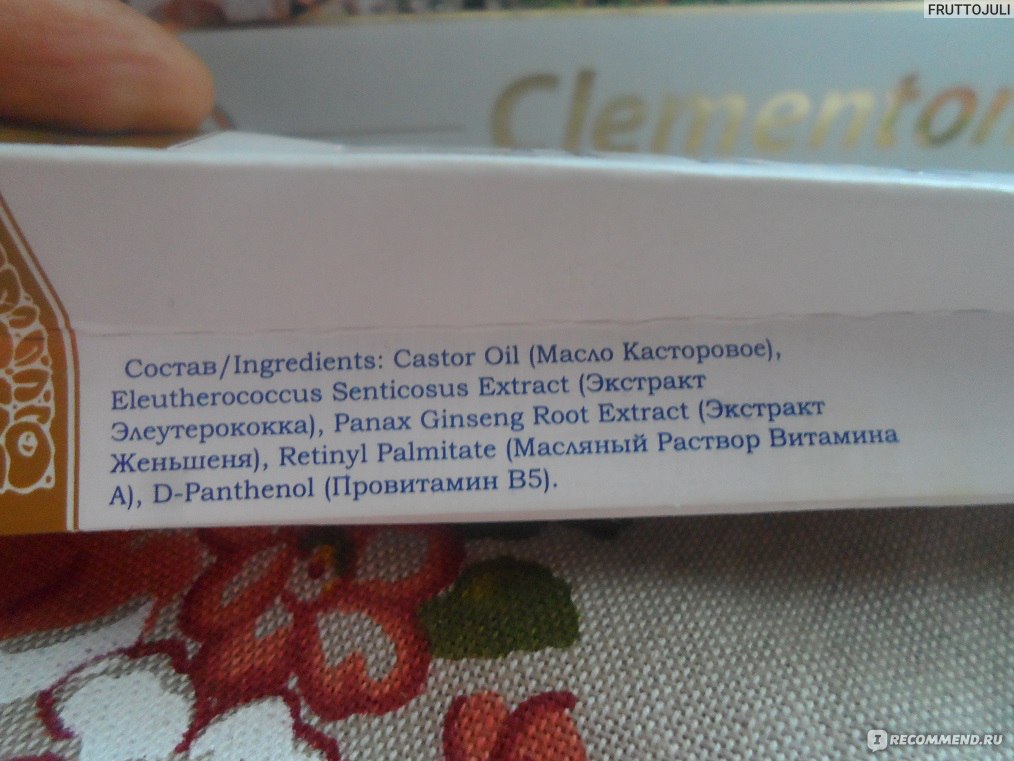 FRUTTOJULI
Clementon
Состав/Ingredients: Castor Oil (Масло Касторовое),
Eleutherococcus Senticosus Extract (Экстракт
Элеутерококка), Panax Ginseng Root Extract (Экстракт
Женьшеня), Retinyl Palmitate (Масляный Раствор Витамина
А), D-Panthenol (Провитамин В5).
IRECOMMEND.RU